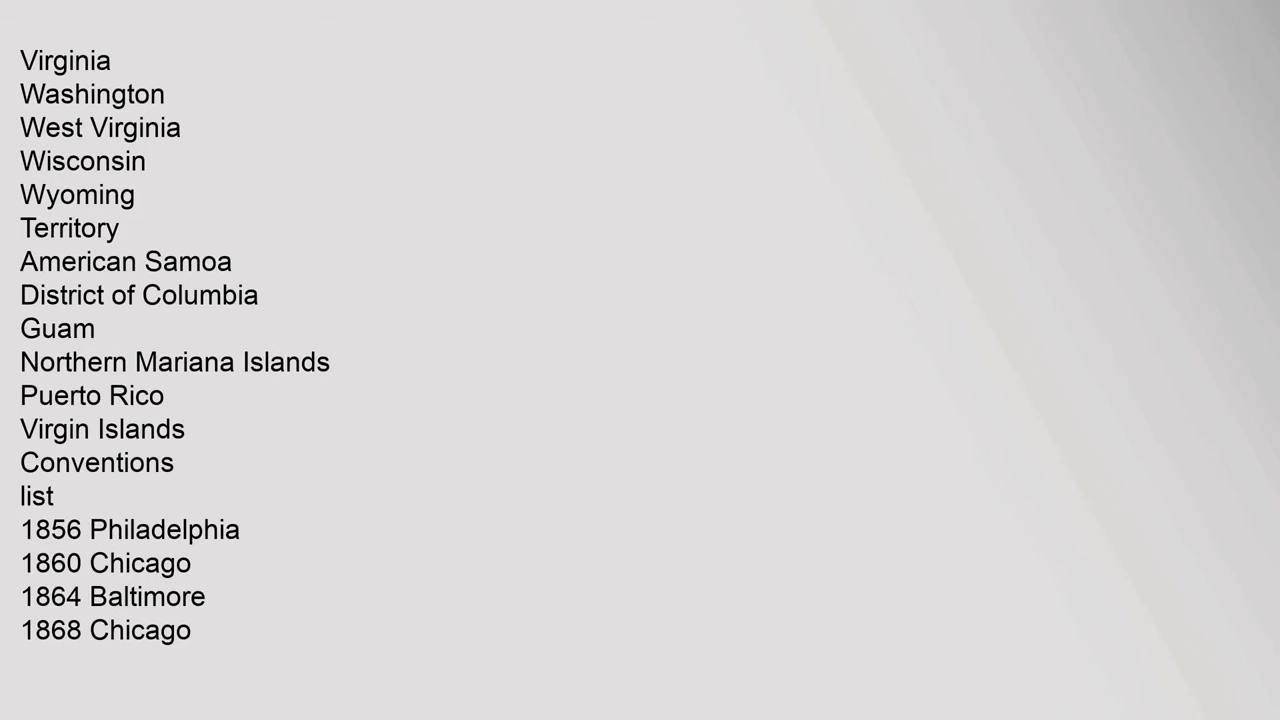 Virginia
Washington
West Virginia
Wisconsin
Wyoming
Territory
American Samoa
District of Columbia
Guam
Northern Mariana Islands
Puerto Rico
Virgin Islands
Conventions
list
1856 Philadelphia
1860 Chicago
1864 Baltimore
1868 Chicago